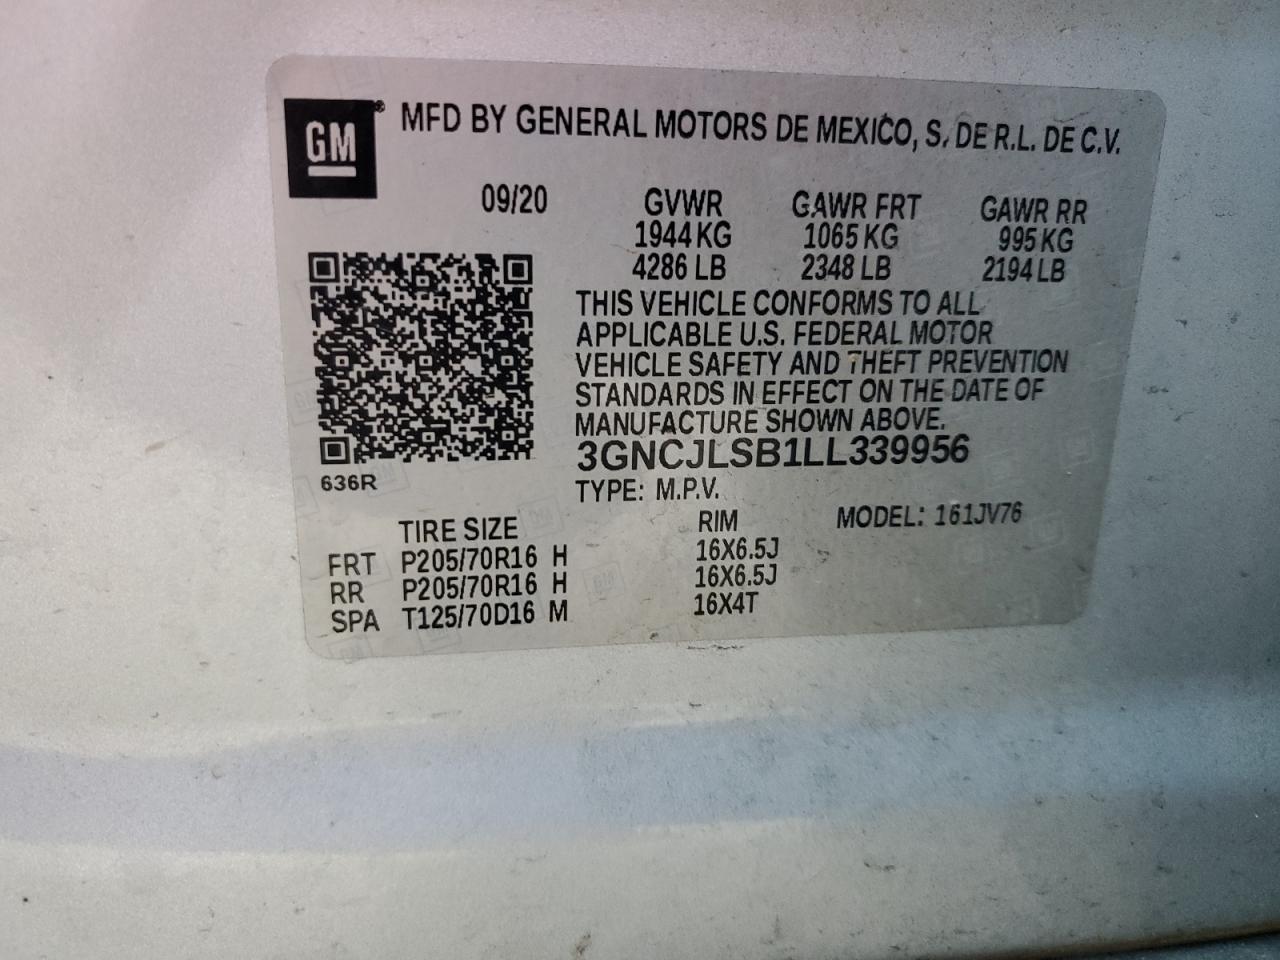 GM® MFD BY GENERAL MOTORS DE MEXICO, S. DE R.L. DE C.V.
09/20 GVWR GAWR FRT GAWR RR
1944 KG 1065 KG 995 KG
4286 LB 2348 LB 2194 LB
THIS VEHICLE CONFORMS TO ALL
APPLICABLE U.S. FEDERAL MOTOR
VEHICLE SAFETY AND THEFT PREVENTION
STANDARDS IN EFFECT ON THE DATE OF
MANUFACTURE SHOWN ABOVE.
3GNCJLSB1LL339956
636R
TYPE: M.P.V.
TIRE SIZE RIM MODEL: 161JV76
FRT P205/70R16 H 16X6.5J
RR P205/70R16 H 16X6.5J
SPA T125/70D16 M 16X4T